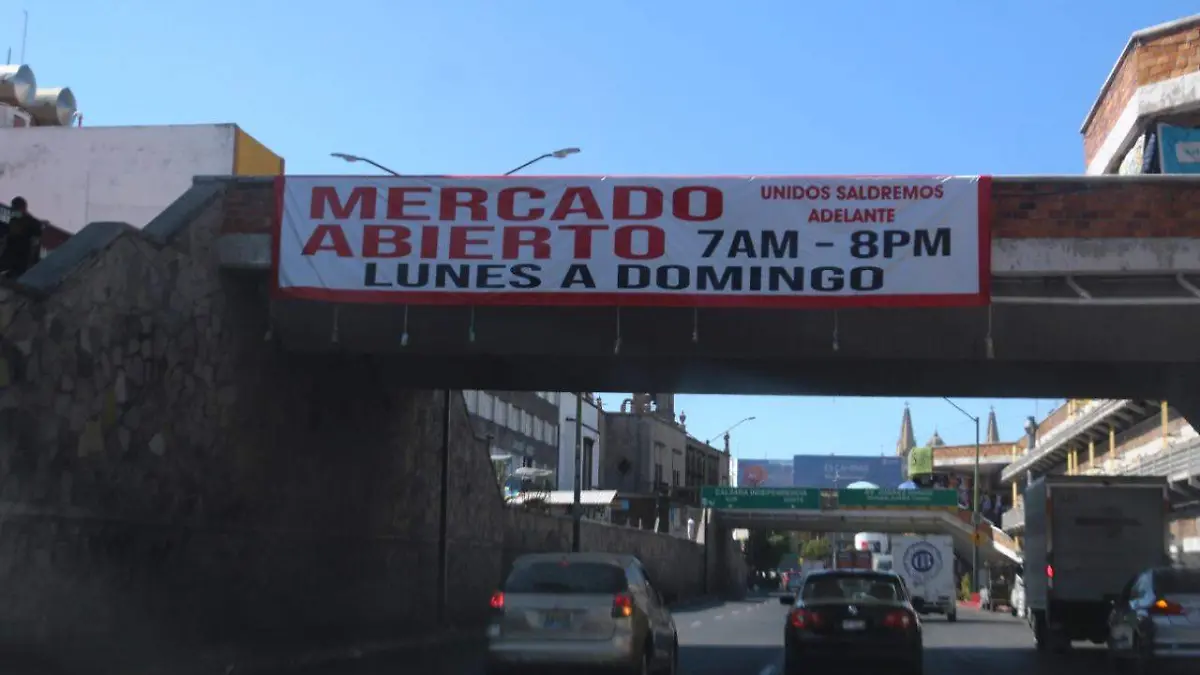 MERCADO
ABIERTO
UNIDOS SALDREMOS
ADELANTE
7AM - 8PM
LUNES A DOMINGO
CALZADA INDEPENDENCIA